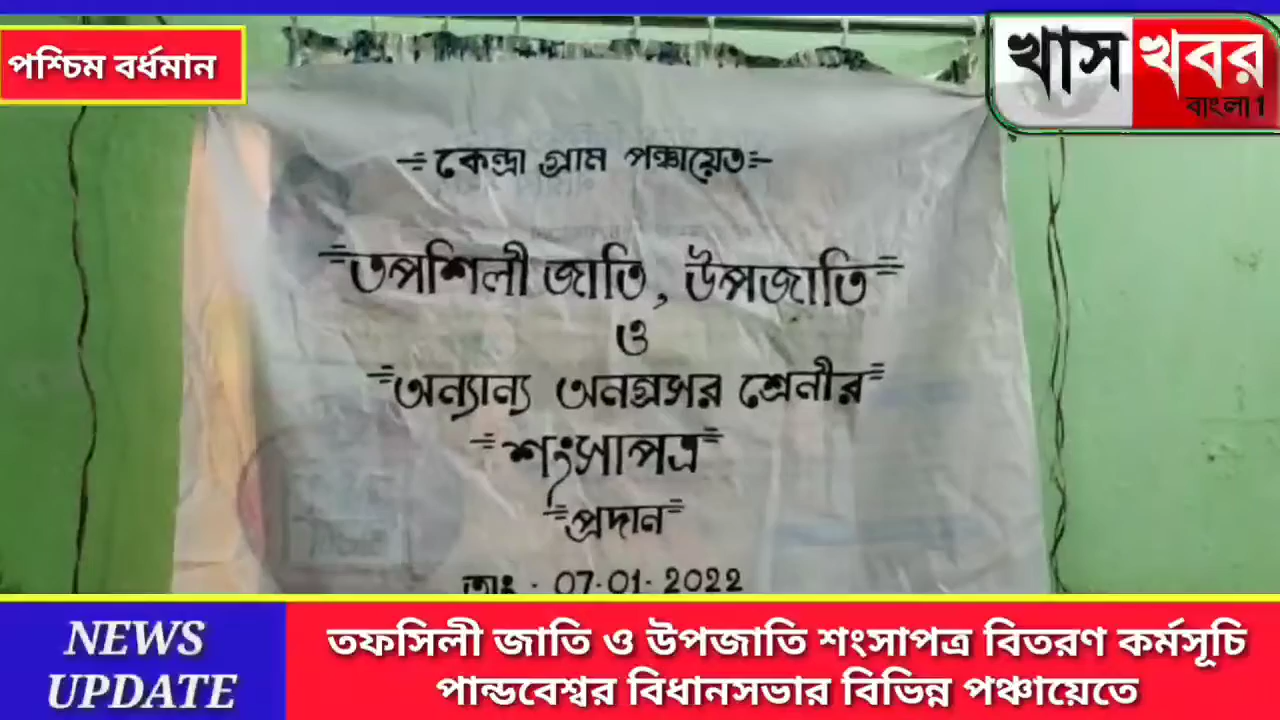 পশ্চিম বর্ধমান
খাস খবর
বাংলা 1
কেন্দ্রা গ্রাম পঞ্চায়েত
তপশিলী জাতি, উপজাতি
ও
অন্যান্য অনগ্রসর শ্রেনীর
শংসাপত্র
প্রদান
তাং - 07-01-2022
NEWS UPDATE
তফসিলী জাতি ও উপজাতি শংসাপত্র বিতরণ কর্মসূচি
পান্ডবেশ্বর বিধানসভার বিভিন্ন পঞ্চায়েতে